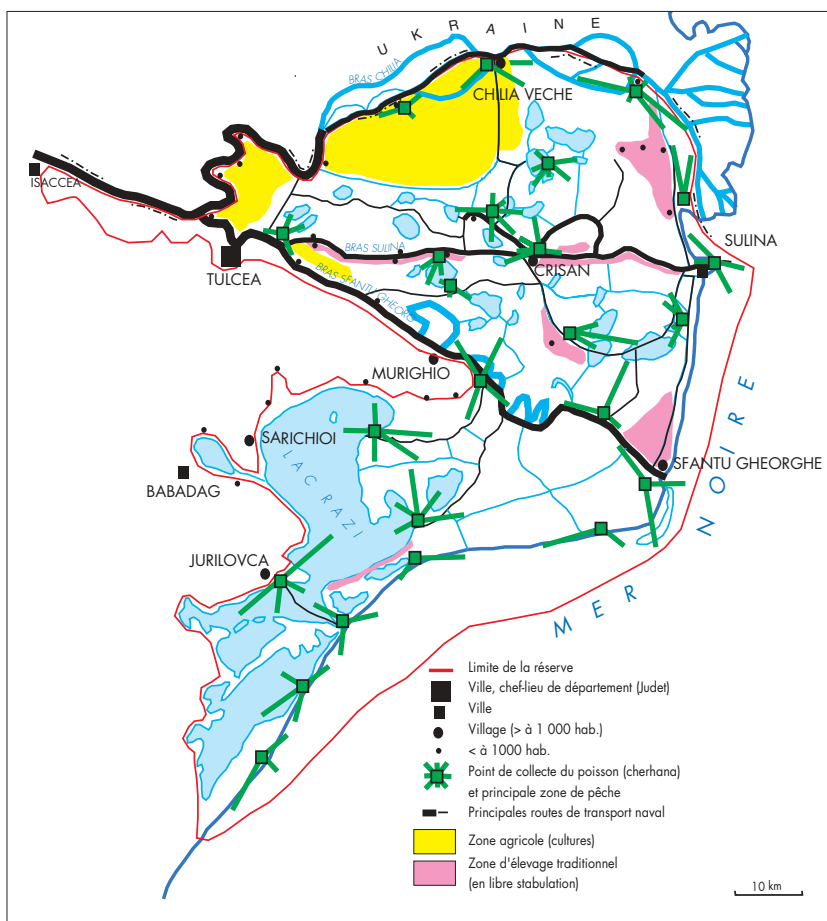 UKRAINE
BRAS CHILIA
CHILIA VECHE
ISACCEA
TULCEA
BRAS SULINA
BRAS SFANTU GHEORG
CRISAN
SULINA
MURIGHIO
SARICHIOI
LAC RAZI
BABADAG
SFANTU GHEORGHE
JURILOVCA
MER NOIRE
Limite de la réserve
Ville, chef-lieu de département (Judet)
Ville
Village (> à 1 000 hab.)
< à 1000 hab.
Point de collecte du poisson (cherhana)
et principale zone de pêche
Principales routes de transport naval
Zone agricole (cultures)
Zone d'élevage traditionnel
(en libre stabulation)
10 km